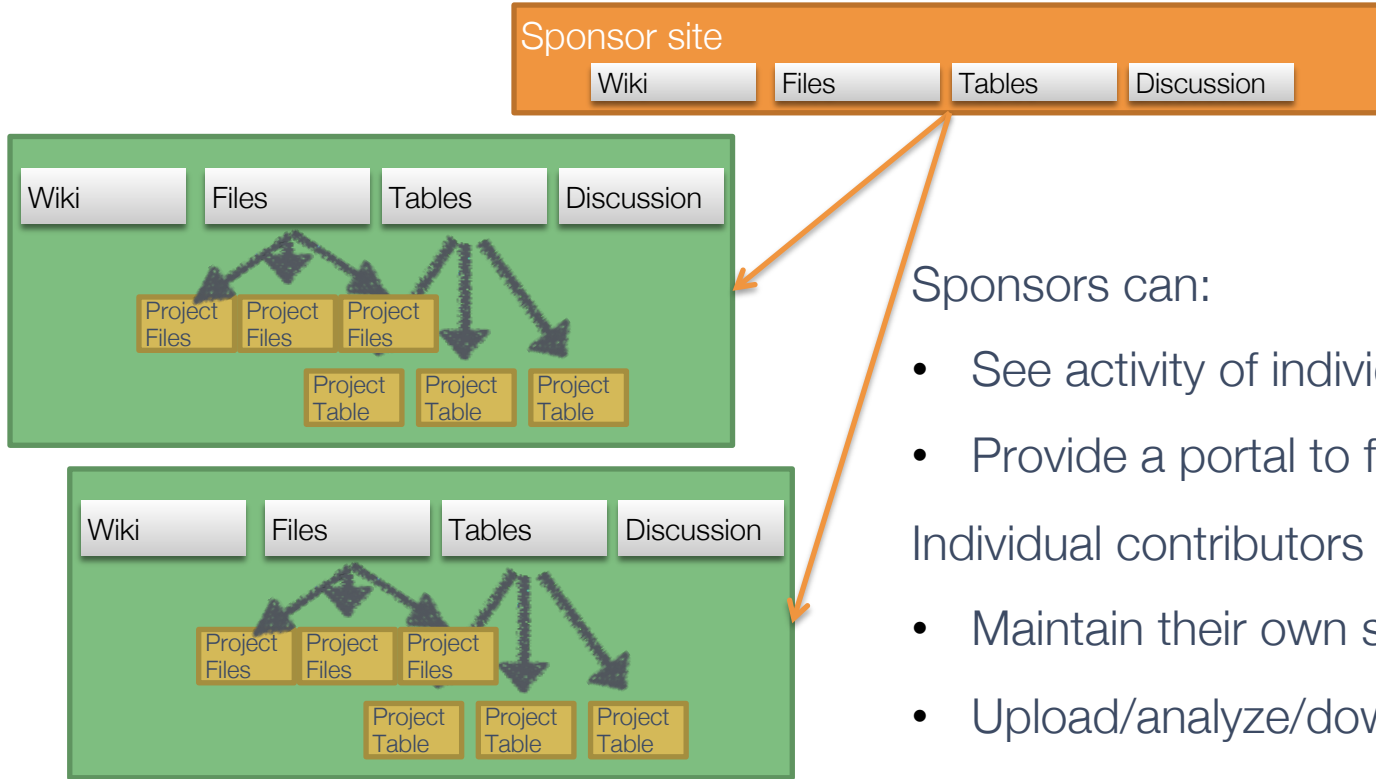 Sponsor site
Wiki Files Tables Discussion
Wiki Files Tables Discussion
Project Files Project Files Project Files
Project Table Project Table Project Table
Wiki Files Tables Discussion
Project Files Project Files Project Files
Project Table Project Table Project Table
Sponsors can:
• See activity of
• Provide a portal to
Individual contributors
• Maintain their own
• Upload/analyze/